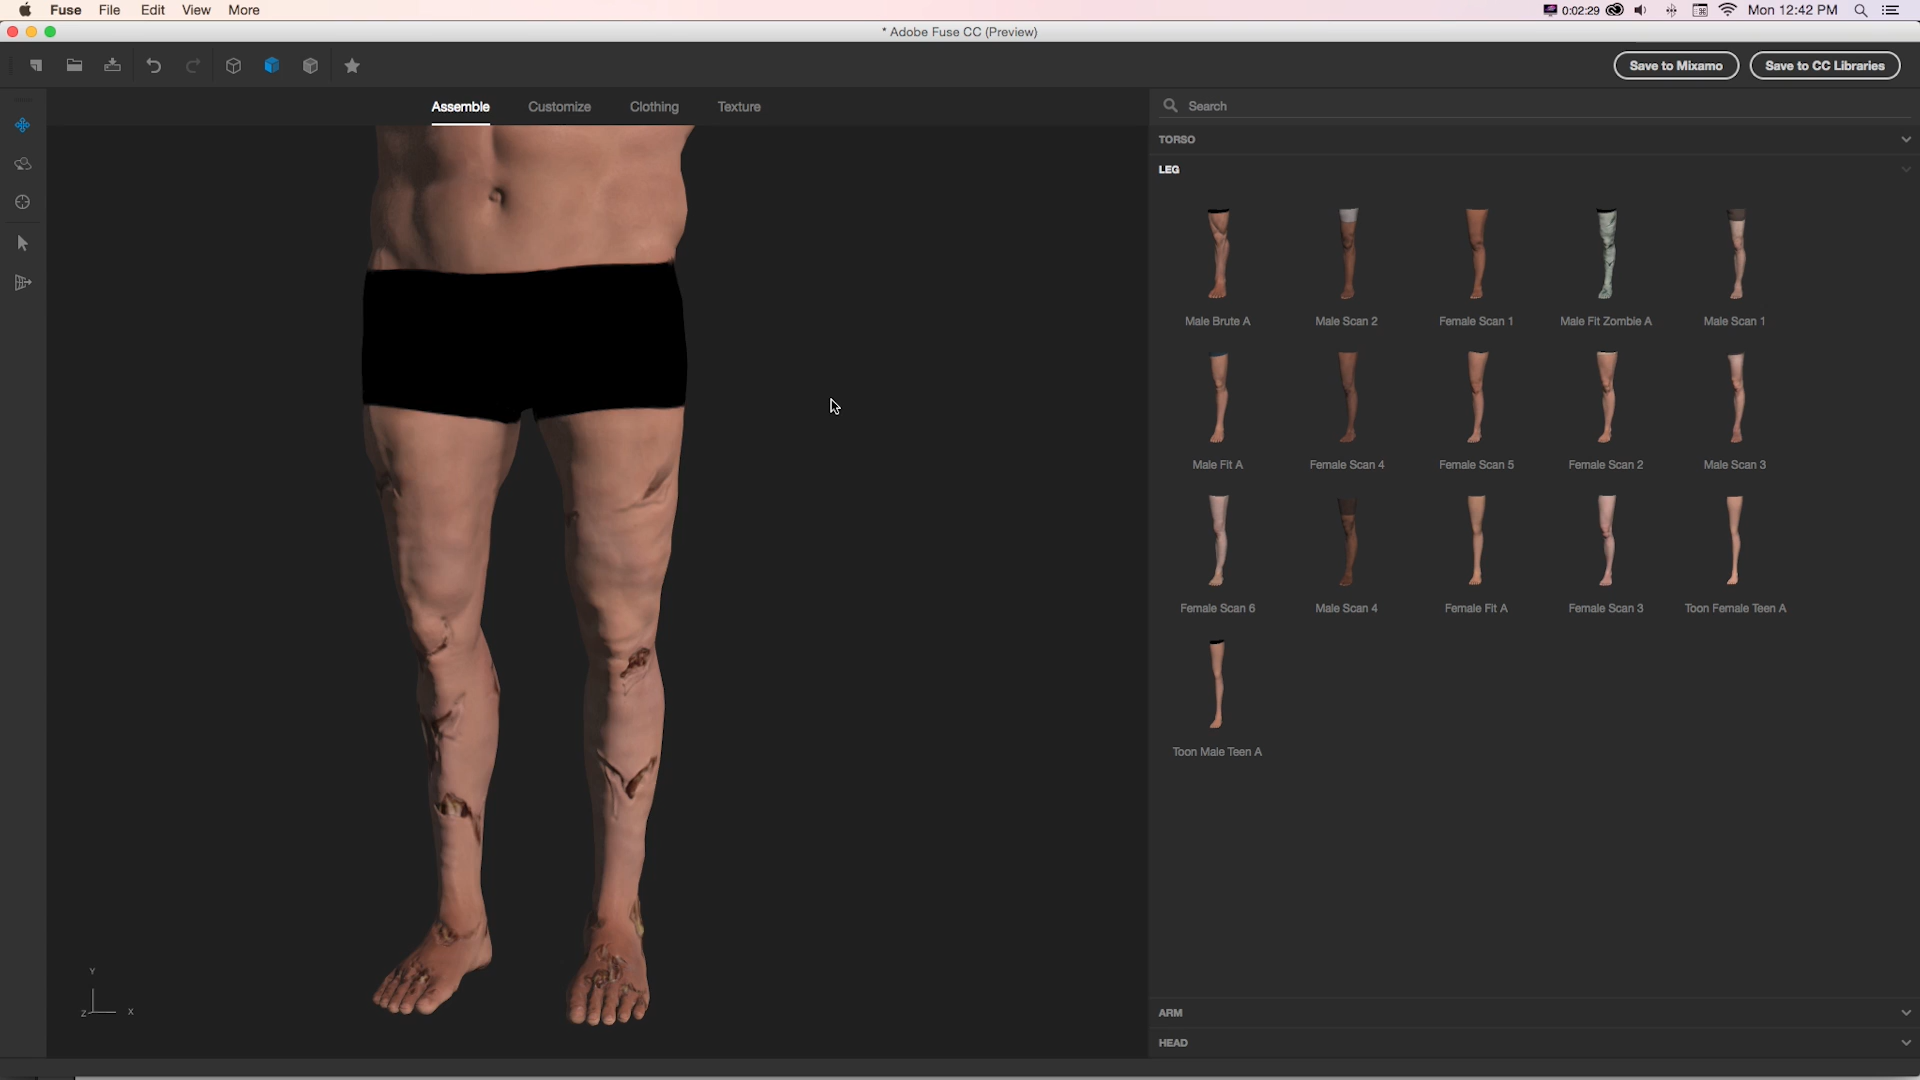 Fuse File Edit View More 0:02:29 Mon 12:42 PM
* Adobe Fuse CC (Preview)
Save to Mixamo Save to CC Libraries
Assemble Customize Clothing Texture
Search
TORSO
LEG
Male Brute A Male Scan 2 Female Scan 1 Male Fit Zombie A Male Scan 1
Male Fit A Female Scan 4 Female Scan 5 Female Scan 2 Male Scan 3
Female Scan 6 Male Scan 4 Female Fit A Female Scan 3 Toon Female Teen A
Toon Male Teen A
Y
Z X
ARM
HEAD